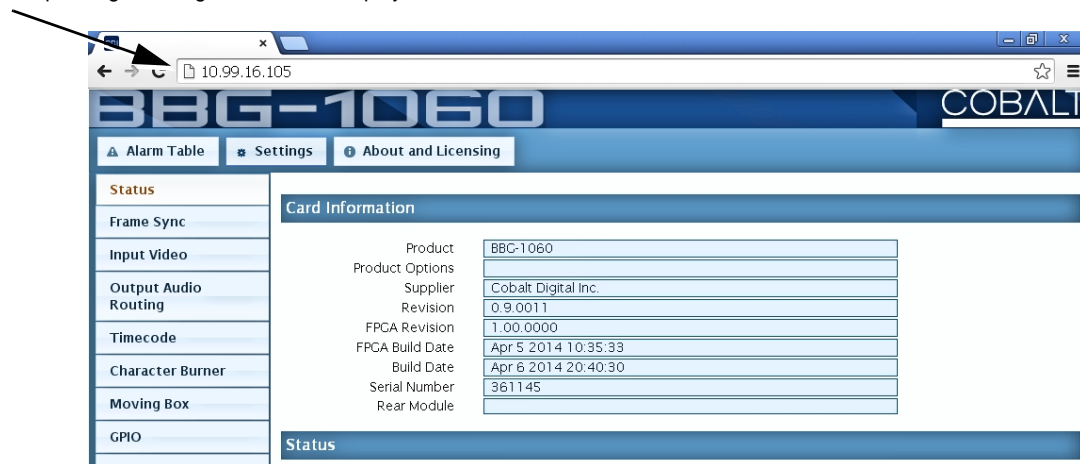 10.99.16.105
BBG-1060
COBALT
Alarm Table
Settings
About and Licensing
Status
Frame Sync
Input Video
Output Audio
Routing
Timecode
Character Burner
Moving Box
GPIO
Card Information
Product BBG-1060
Product Options
Supplier Cobalt Digital Inc.
Revision 0.9.0011
FPGA Revision 1.00.0000
FPGA Build Date Apr 5 2014 10:35:33
Build Date Apr 6 2014 20:40:30
Serial Number 361145
Rear Module
Status